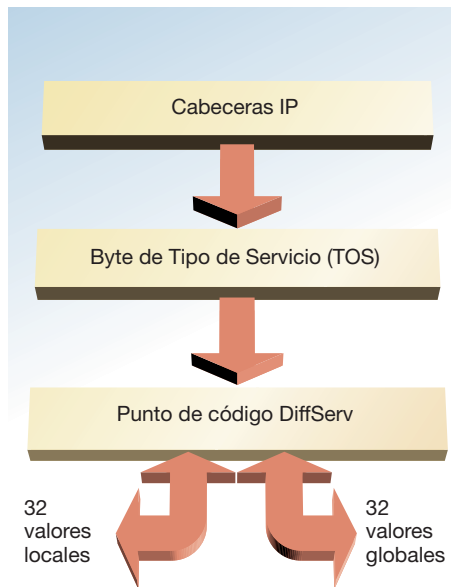 Cabeceras IP
Byte de Tipo de Servicio (TOS)
Punto de código DiffServ
32
valores
locales
32
valores
globales